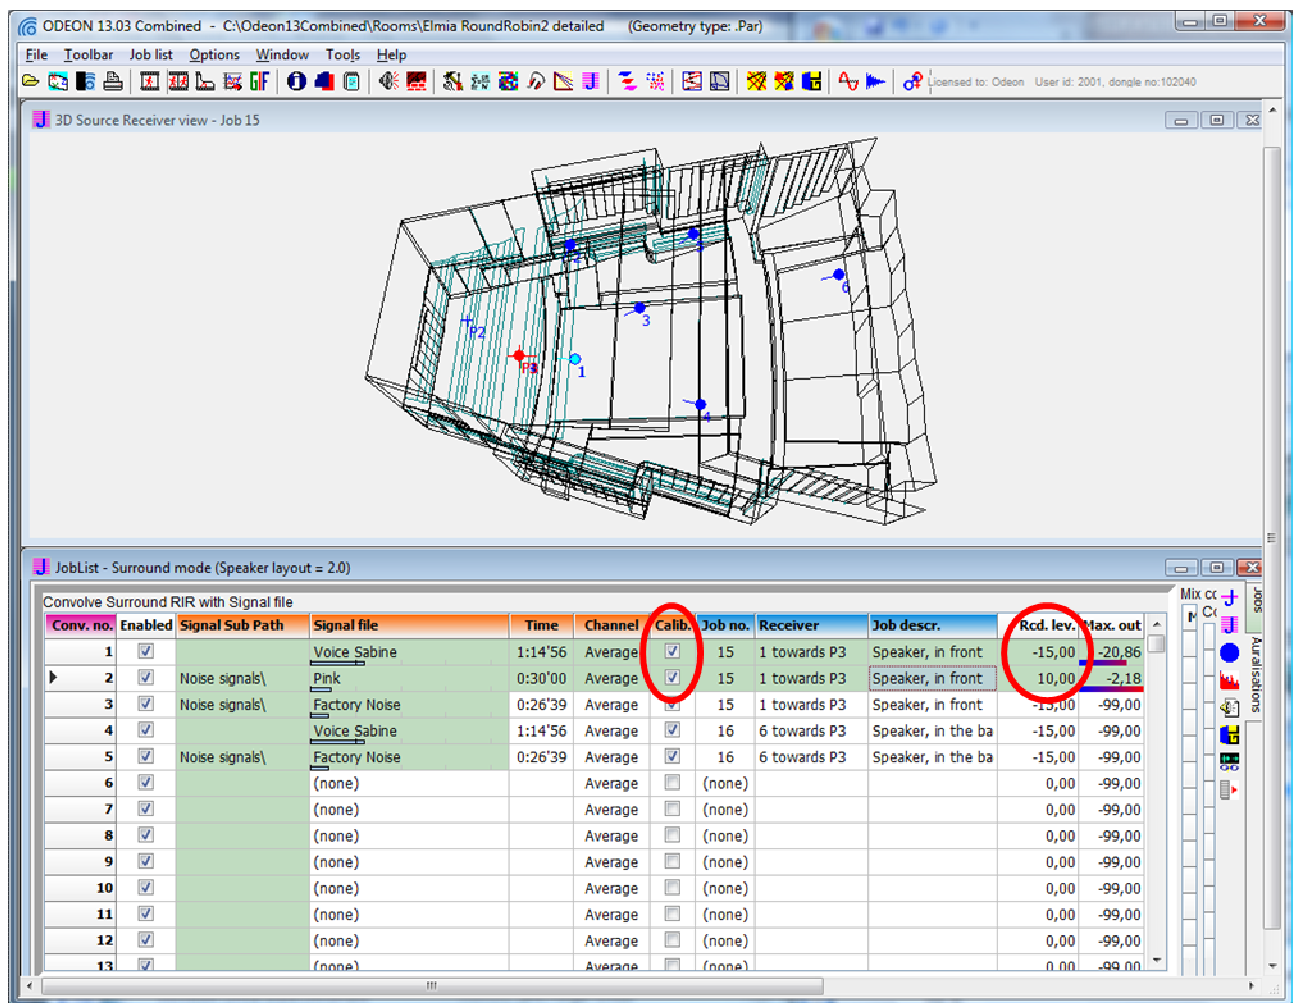 ODEON 13.03 Combined - C:\Odeon13Combined\Rooms\Elmia RoundRobin2 detailed (Geometry type: .Par)
File Toolbar Job list Options Window Tools Help
Licensed to: Odeon User id: 2001, dongle no:102040
3D Source Receiver view - Job 15
2
5
6
3
P2
1
4
JobList - Surround mode (Speaker layout = 2.0)
Convolve Surround RIR with Signal file
Conv. no. Enabled Signal Sub Path Signal file Time Channel Calib. Job no. Receiver Job descr. Rcd. lev. Max. out
1 Voice Sabine 1:14'56 Average 15 1 towards P3 Speaker, in front -15,00 -20,86
2 Noise signals\ Pink 0:30'00 Average 15 1 towards P3 Speaker, in front 10,00 -2,18
3 Noise signals\ Factory Noise 0:26'39 Average 15 1 towards P3 Speaker, in front -15,00 -99,00
4 Voice Sabine 1:14'56 Average 16 6 towards P3 Speaker, in the ba -15,00 -99,00
5 Noise signals\ Factory Noise 0:26'39 Average 16 6 towards P3 Speaker, in the ba -15,00 -99,00
6 (none) Average (none) 0,00 -99,00
7 (none) Average (none) 0,00 -99,00
8 (none) Average (none) 0,00 -99,00
9 (none) Average (none) 0,00 -99,00
10 (none) Average (none) 0,00 -99,00
11 (none) Average (none) 0,00 -99,00
12 (none) Average (none) 0,00 -99,00
13 (none) Average (none) 0,00 -99,00
Mix
Auralisations